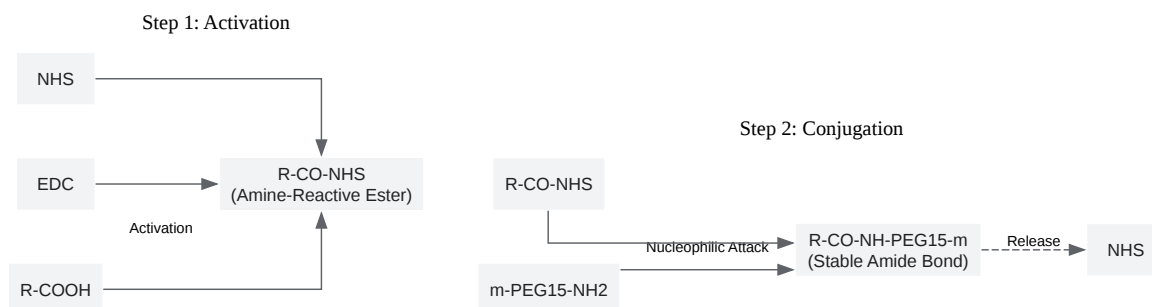 Step 1: Activation
NHS
EDC
R-CO-NHS
(Amine-Reactive Ester)
Activation
R-COOH
Step 2: Conjugation
R-CO-NHS
Nucleophilic Attack
m-PEG15-NH2
R-CO-NH-PEG15-m
(Stable Amide Bond)
Release
NHS